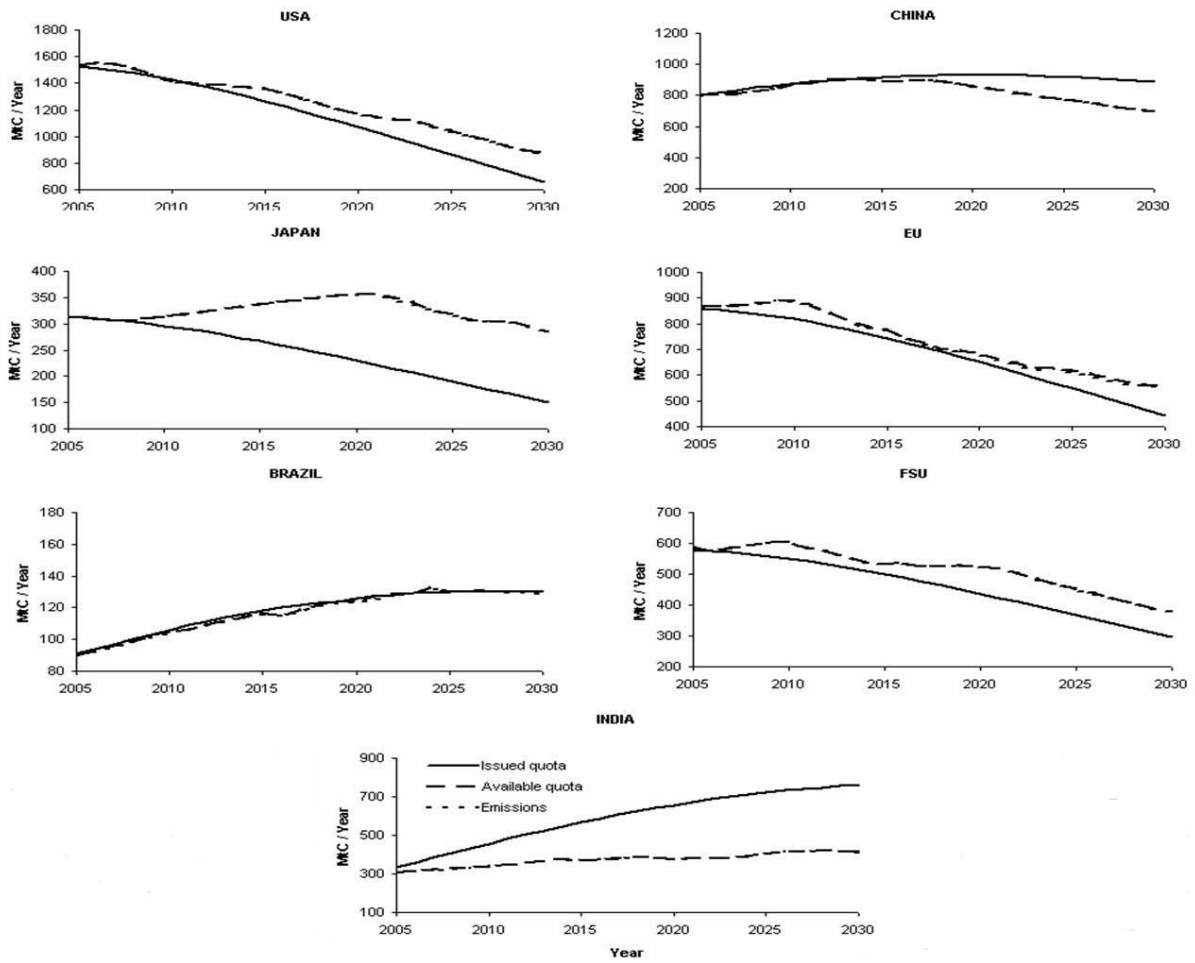 USA
1800
1600
1400
1200
1000
800
600
MtC / Year
2005 2010 2015 2020 2025 2030
CHINA
1200
1000
800
600
400
200
MtC / Year
2005 2010 2015 2020 2025 2030
JAPAN
400
350
300
250
200
150
100
MtC / Year
2005 2010 2015 2020 2025 2030
EU
1000
900
800
700
600
500
400
MtC / Year
2005 2010 2015 2020 2025 2030
BRAZIL
180
160
140
120
100
80
MtC / Year
2005 2010 2015 2020 2025 2030
FSU
700
600
500
400
300
200
MtC / Year
2005 2010 2015 2020 2025 2030
INDIA
900
700
500
300
100
MtC / Year
Issued quota
Available quota
Emissions
2005 2010 2015 2020 2025 2030
Year